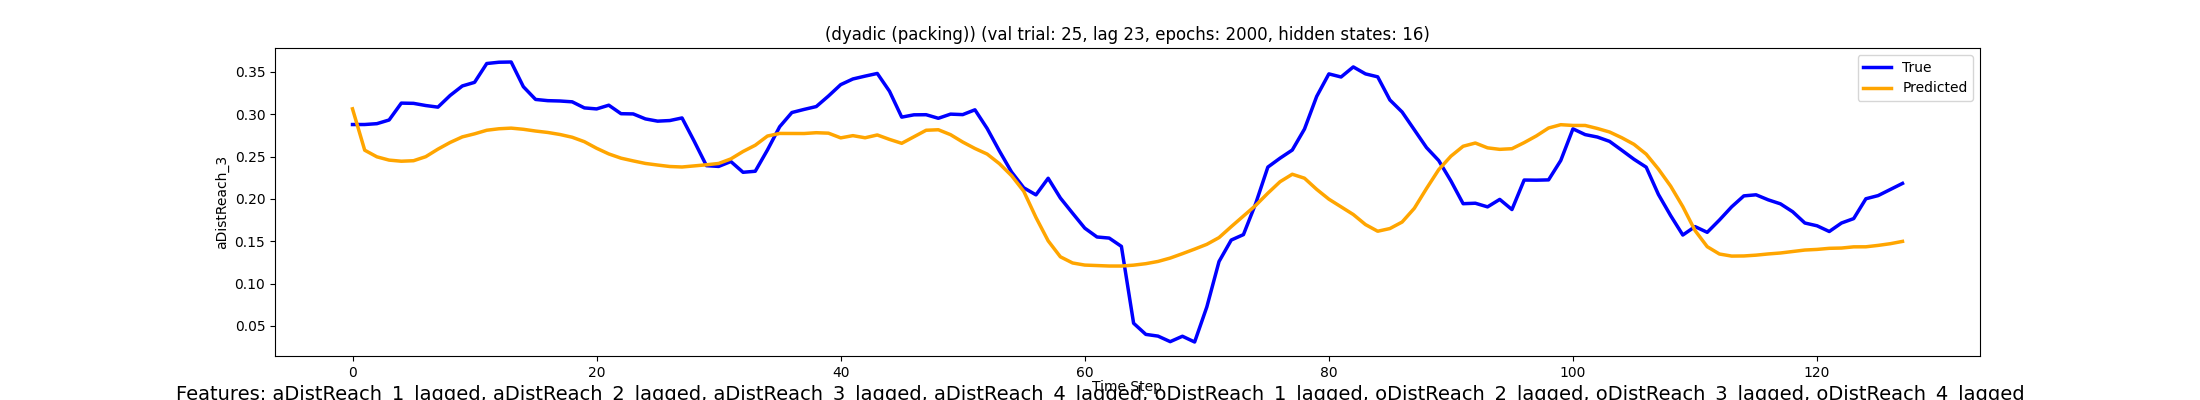 (dyadic (packing)) (val trial: 25, lag 23, epochs: 2000, hidden states: 16)
True
Predicted
aDistReach_3
0.35
0.30
0.25
0.20
0.15
0.10
0.05
0 20 40 60 80 100 120
Time Step
Features: aDistReach_1_lagged, aDistReach_2_lagged, aDistReach_3_lagged, aDistReach_4_lagged, oDistReach_1_lagged, oDistReach_2_lagged, oDistReach_3_lagged, oDistReach_4_lagged